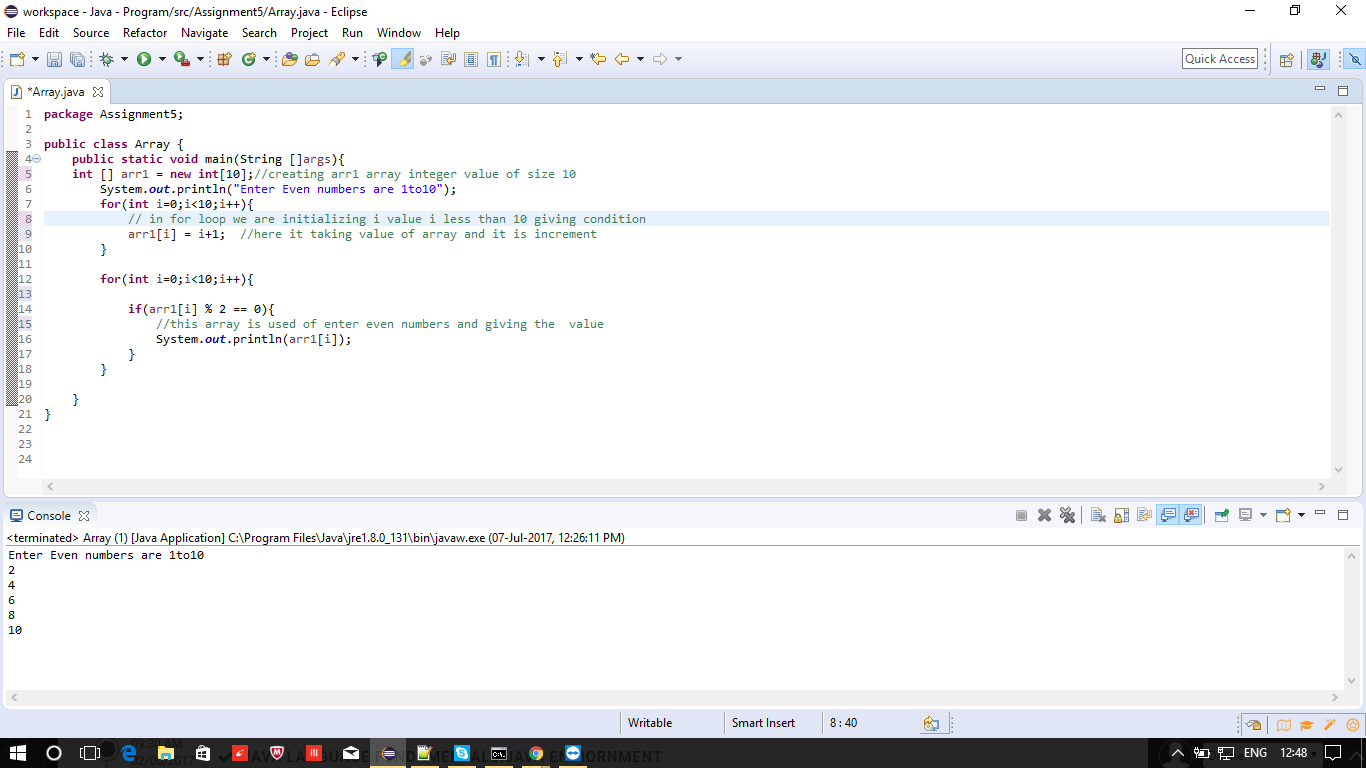 workspace - Java - Program/src/Assignment5/Array.java - Eclipse
File Edit Source Refactor Navigate Search Project Run Window Help
Quick Access
*Array.java
1 package Assignment5;
2
3 public class Array {
4 public static void main(String []args){
5 int [] arr1 = new int[10];//creating arr1 array integer value of size 10
6 System.out.println("Enter Even numbers are 1to10");
7 for(int i=0;i<10;i++){
8 // in for loop we are initializing i value i less than 10 giving condition
9 arr1[i] = i+1; //here it taking value of array and it is increment
10 }
11
12 for(int i=0;i<10;i++){
13
14 if(arr1[i] % 2 == 0){
15 //this array is used of enter even numbers and giving the  value
16 System.out.println(arr1[i]);
17 }
18 }
19
20 }
21 }
22
23
24
Console
<terminated> Array (1) [Java Application] C:\Program Files\Java\jre1.8.0_131\bin\javaw.exe (07-Jul-2017, 12:26:11 PM)
Enter Even numbers are 1to10
2
4
6
8
10
Writable Smart Insert 8 : 40
ENG 12:48